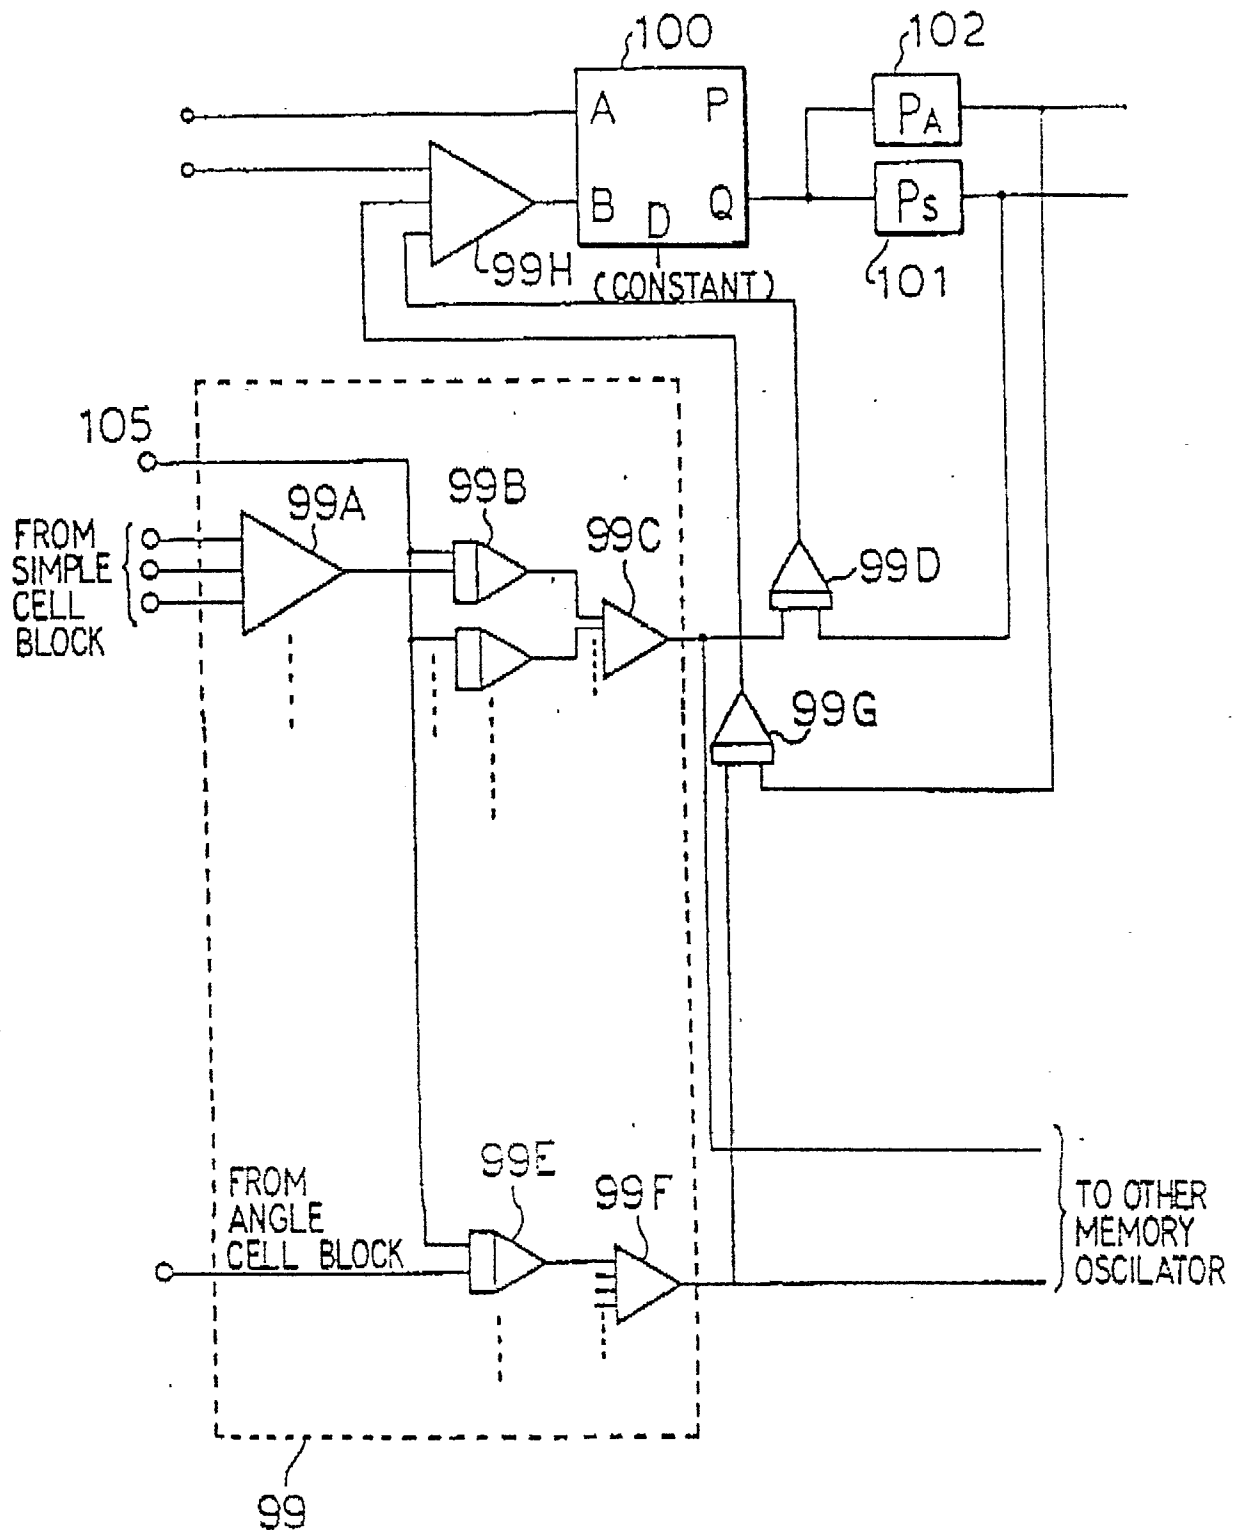 100
102
A
P
PA
B
D
Q
PS
99H
(CONSTANT)
101
105
99A
99B
99C
99D
FROM
SIMPLE
CELL
BLOCK
99G
99E
99F
FROM
ANGLE
CELL BLOCK
TO OTHER
MEMORY
OSCILATOR
99